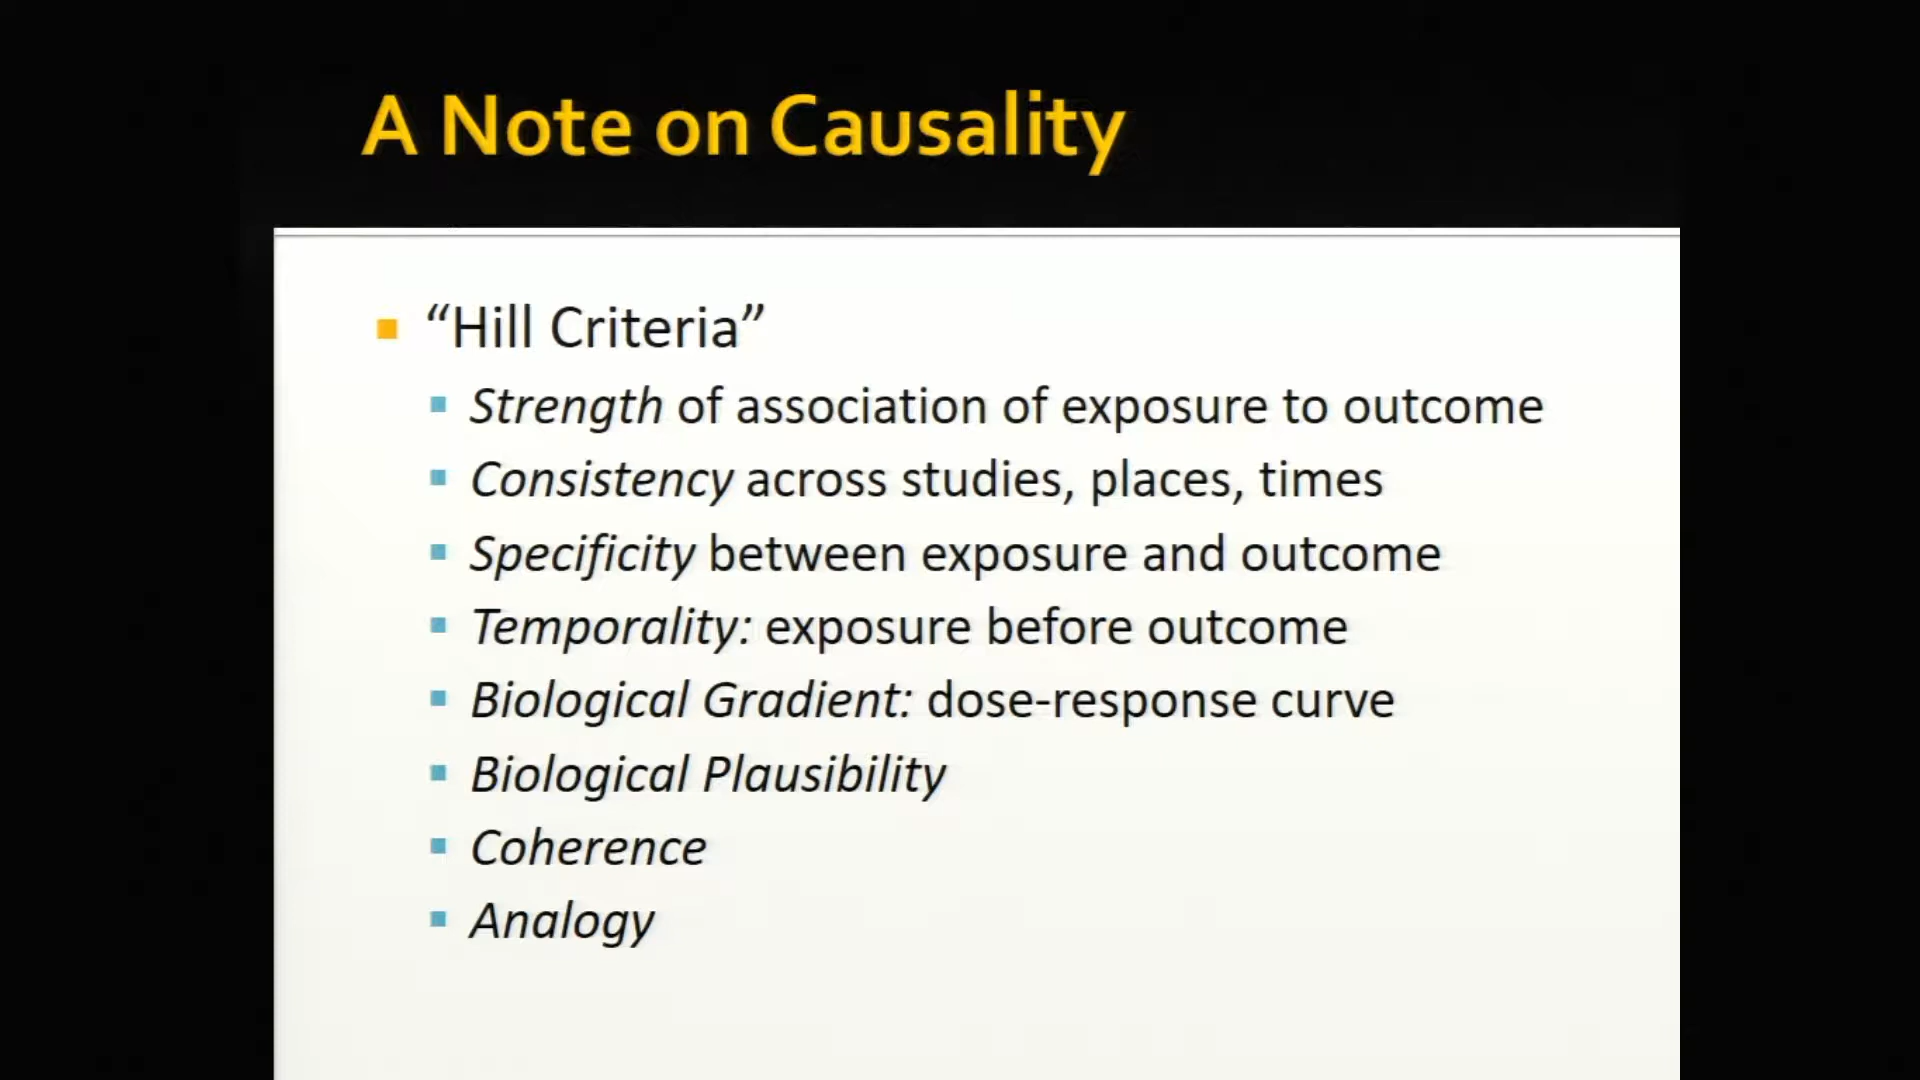 A Note on Causality
“Hill Criteria”
Strength of association of exposure to outcome
Consistency across studies, places, times
Specificity between exposure and outcome
Temporality: exposure before outcome
Biological Gradient: dose-response curve
Biological Plausibility
Coherence
Analogy